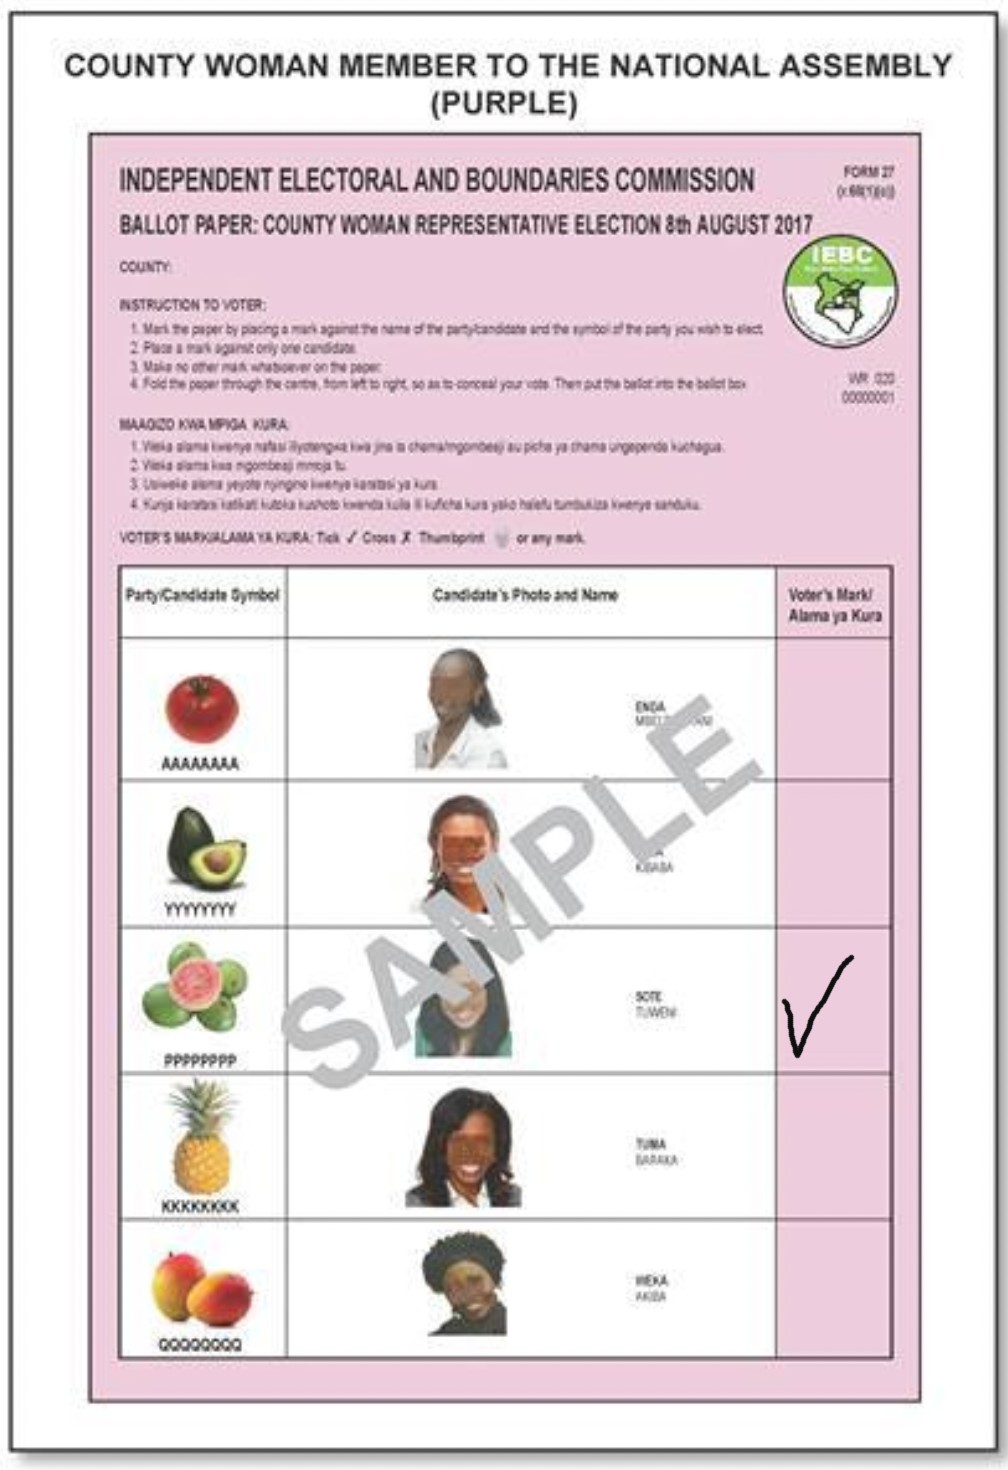 COUNTY WOMAN MEMBER TO THE NATIONAL ASSEMBLY
(PURPLE)
INDEPENDENT ELECTORAL AND BOUNDARIES COMMISSION
FORM 27
BALLOT PAPER: COUNTY WOMAN REPRESENTATIVE ELECTION 8th AUGUST 2017
IEBC
COUNTY:
INSTRUCTION TO VOTER:
1. Mark the paper by placing a mark against the name of the party/candidate and the symbol of the party you wish to elect.
2. Place a mark against only one candidate.
3. Make no other mark whatsoever on the paper.
4. Fold the paper through the centre, from left to right, so as to conceal your vote. Then put the ballot into the ballot box
WR 020
00000001
MAAGIZO KWA MPIGA KURA:
1. Weka alama kwenye nafasi iliyotengwa kwa jina la chama/mgombeaji au picha ya chama ungependa kuchagua.
2. Weka alama kwa mgombeaji mmoja tu.
3. Usiweke alama yeyote nyingine kwenye karatasi ya kura.
4. Kunja karatasi katikati kutoka kushoto kwenda kulia ili kuficha kura yako halafu tumbukiza kwenye sanduku.
VOTER'S MARK/ALAMA YA KURA: Tick ✓ Cross ✗ Thumbprint or any mark.
Party/Candidate Symbol
Candidate's Photo and Name
Voter's Mark/
Alama ya Kura
ENDA
AAAAAAAA
KIBABA
YYYYYYYY
SOTE
TUWENI
PPPPPPPP
TUMA
BARAKA
KKKKKKKK
WEKA
AKIBA
QQQQQQQQ
SAMPLE